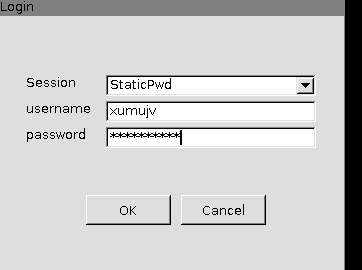 Login
Session StaticPwd
username xumujv
password **********
OK Cancel